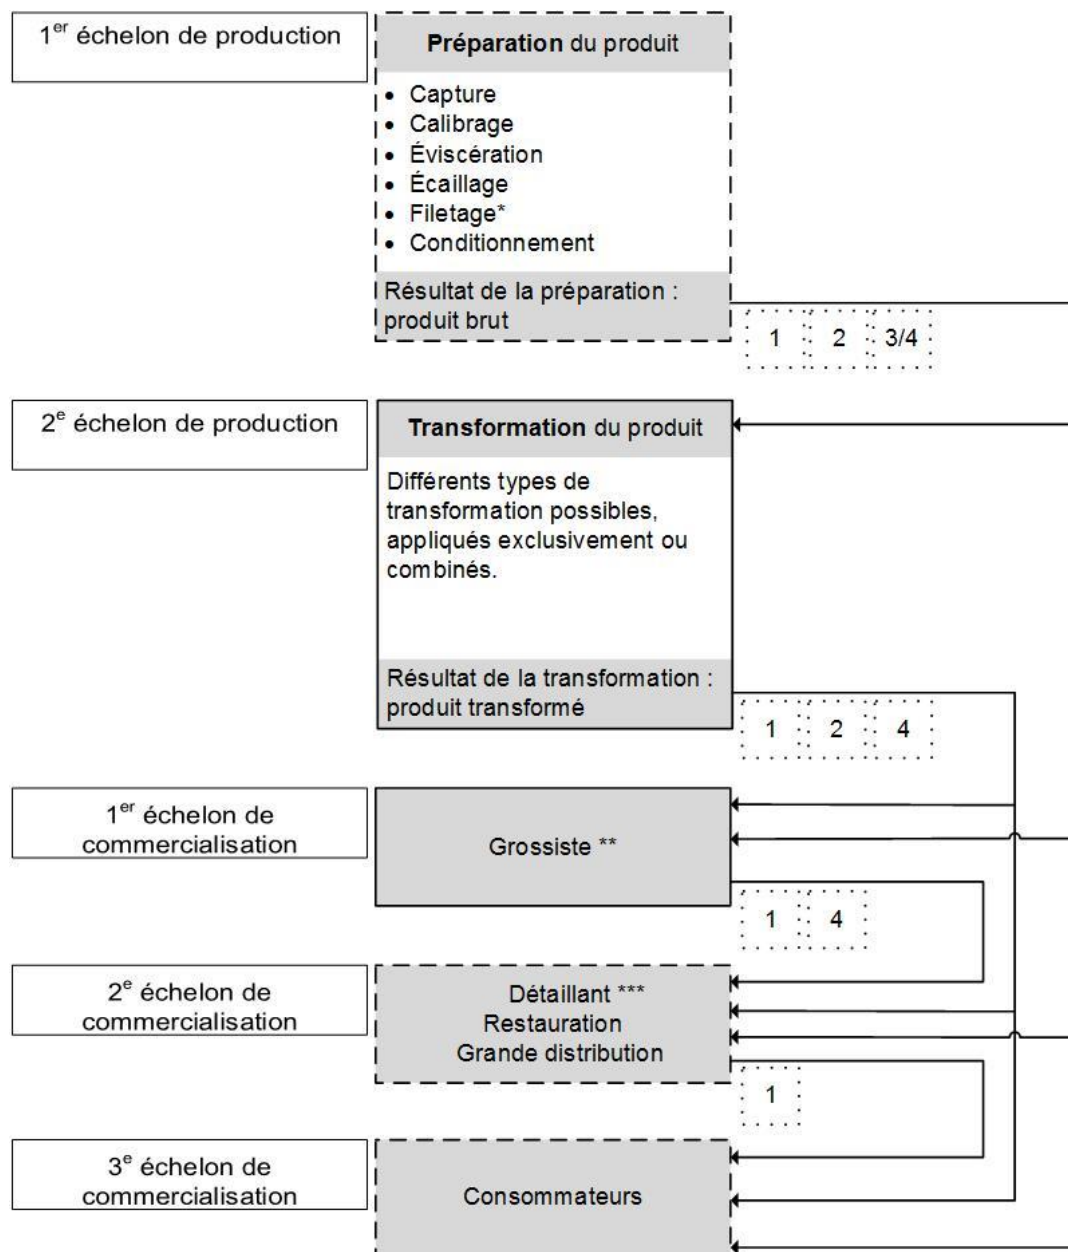 1er échelon de production
Préparation du produit
• Capture
• Calibrage
• Éviscération
• Écaillage
• Filetage*
• Conditionnement
Résultat de la préparation :
produit brut
1 2 3/4
2e échelon de production
Transformation du produit
Différents types de
transformation possibles,
appliqués exclusivement ou
combinés.
Résultat de la transformation :
produit transformé
1 2 4
1er échelon de
commercialisation
Grossiste **
1 4
2e échelon de
commercialisation
Détaillant ***
Restauration
Grande distribution
1
3e échelon de
commercialisation
Consommateurs